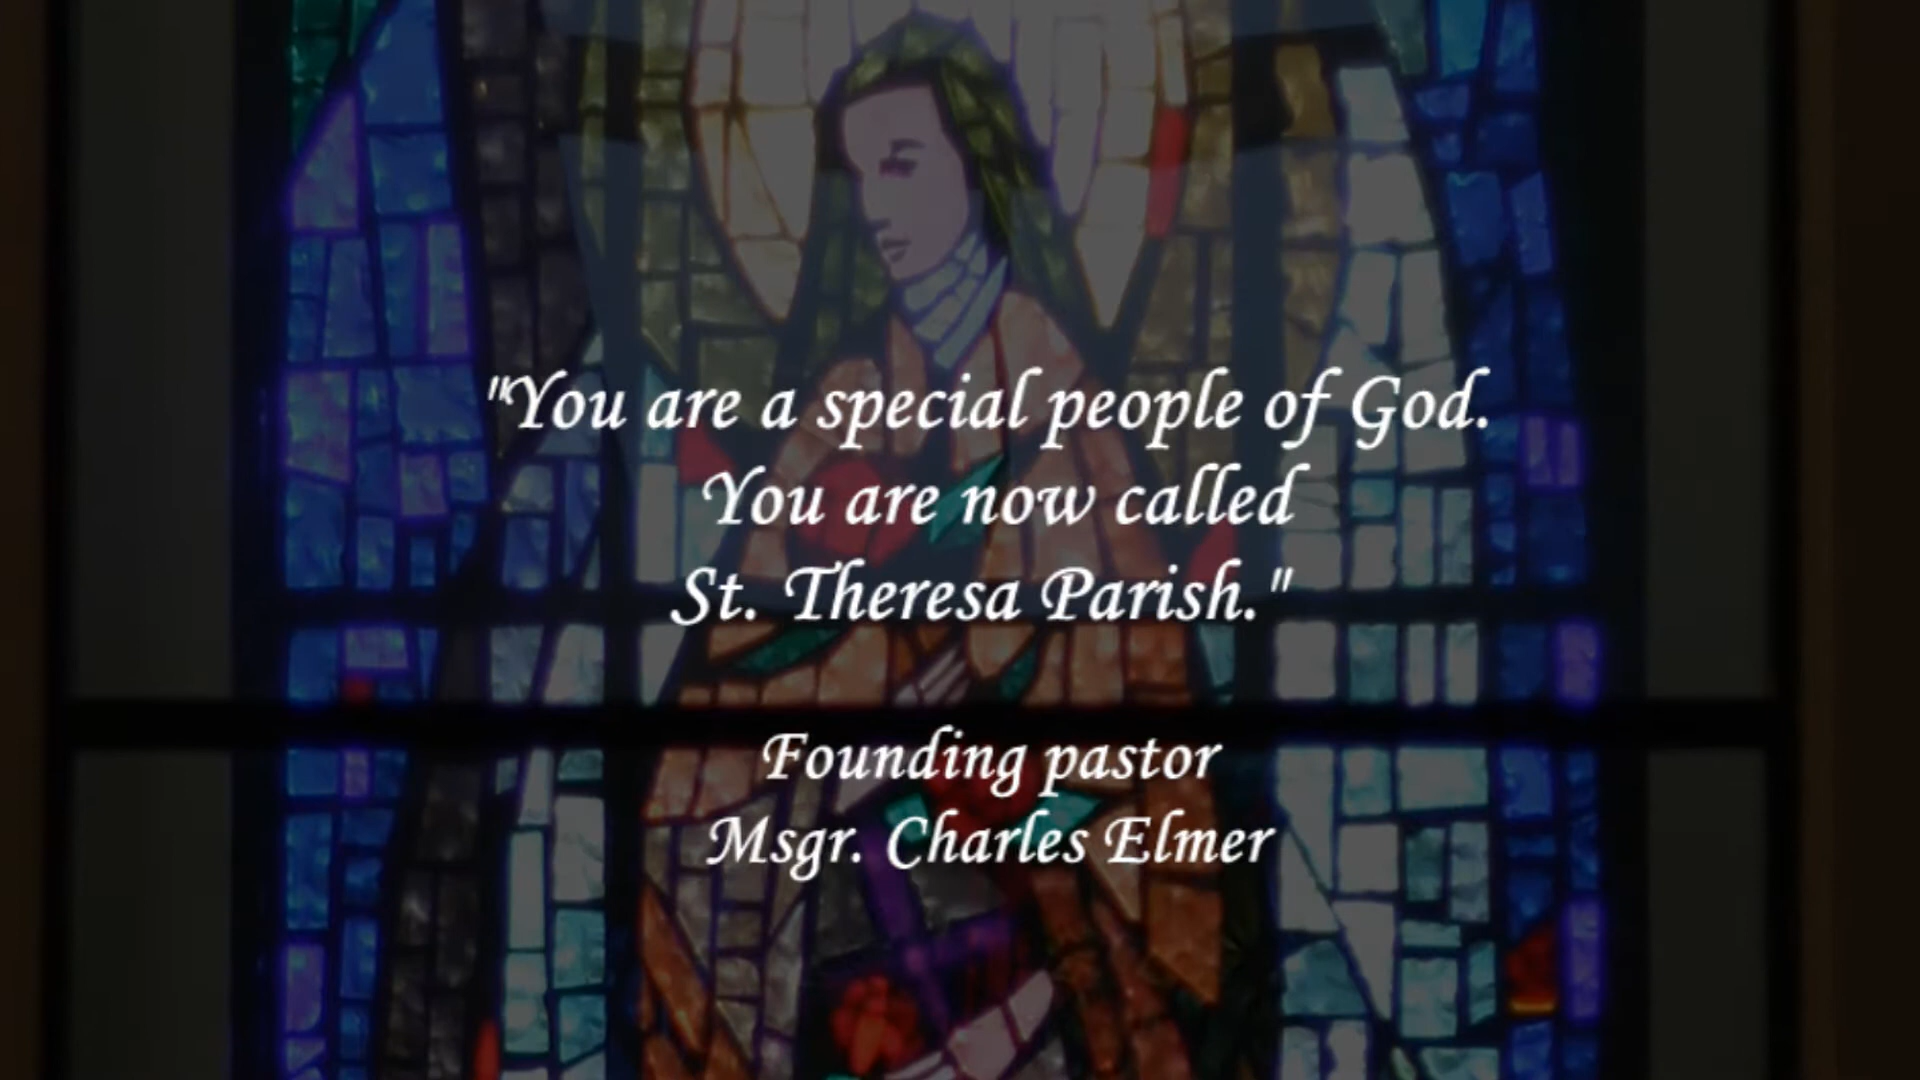 "You are a special people of God.
You are now called
St. Theresa Parish."
Founding pastor
Msgr. Charles Elmer